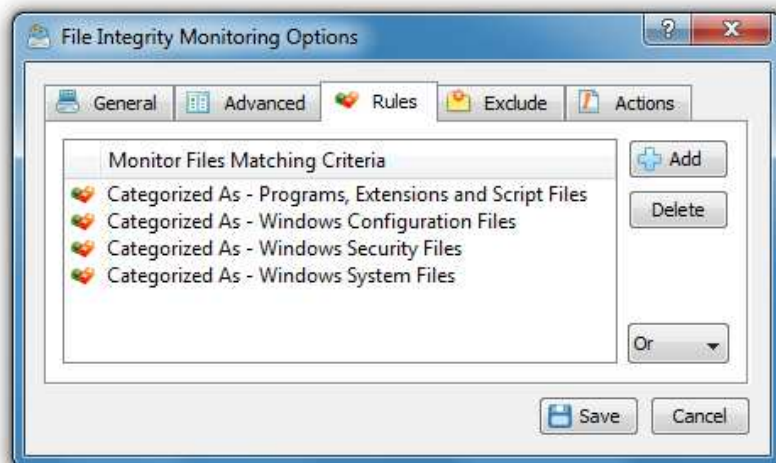 File Integrity Monitoring Options
?
X
General
Advanced
Rules
Exclude
Actions
Monitor Files Matching Criteria
Add
Categorized As - Programs, Extensions and Script Files
Delete
Categorized As - Windows Configuration Files
Categorized As - Windows Security Files
Categorized As - Windows System Files
Or
Save
Cancel